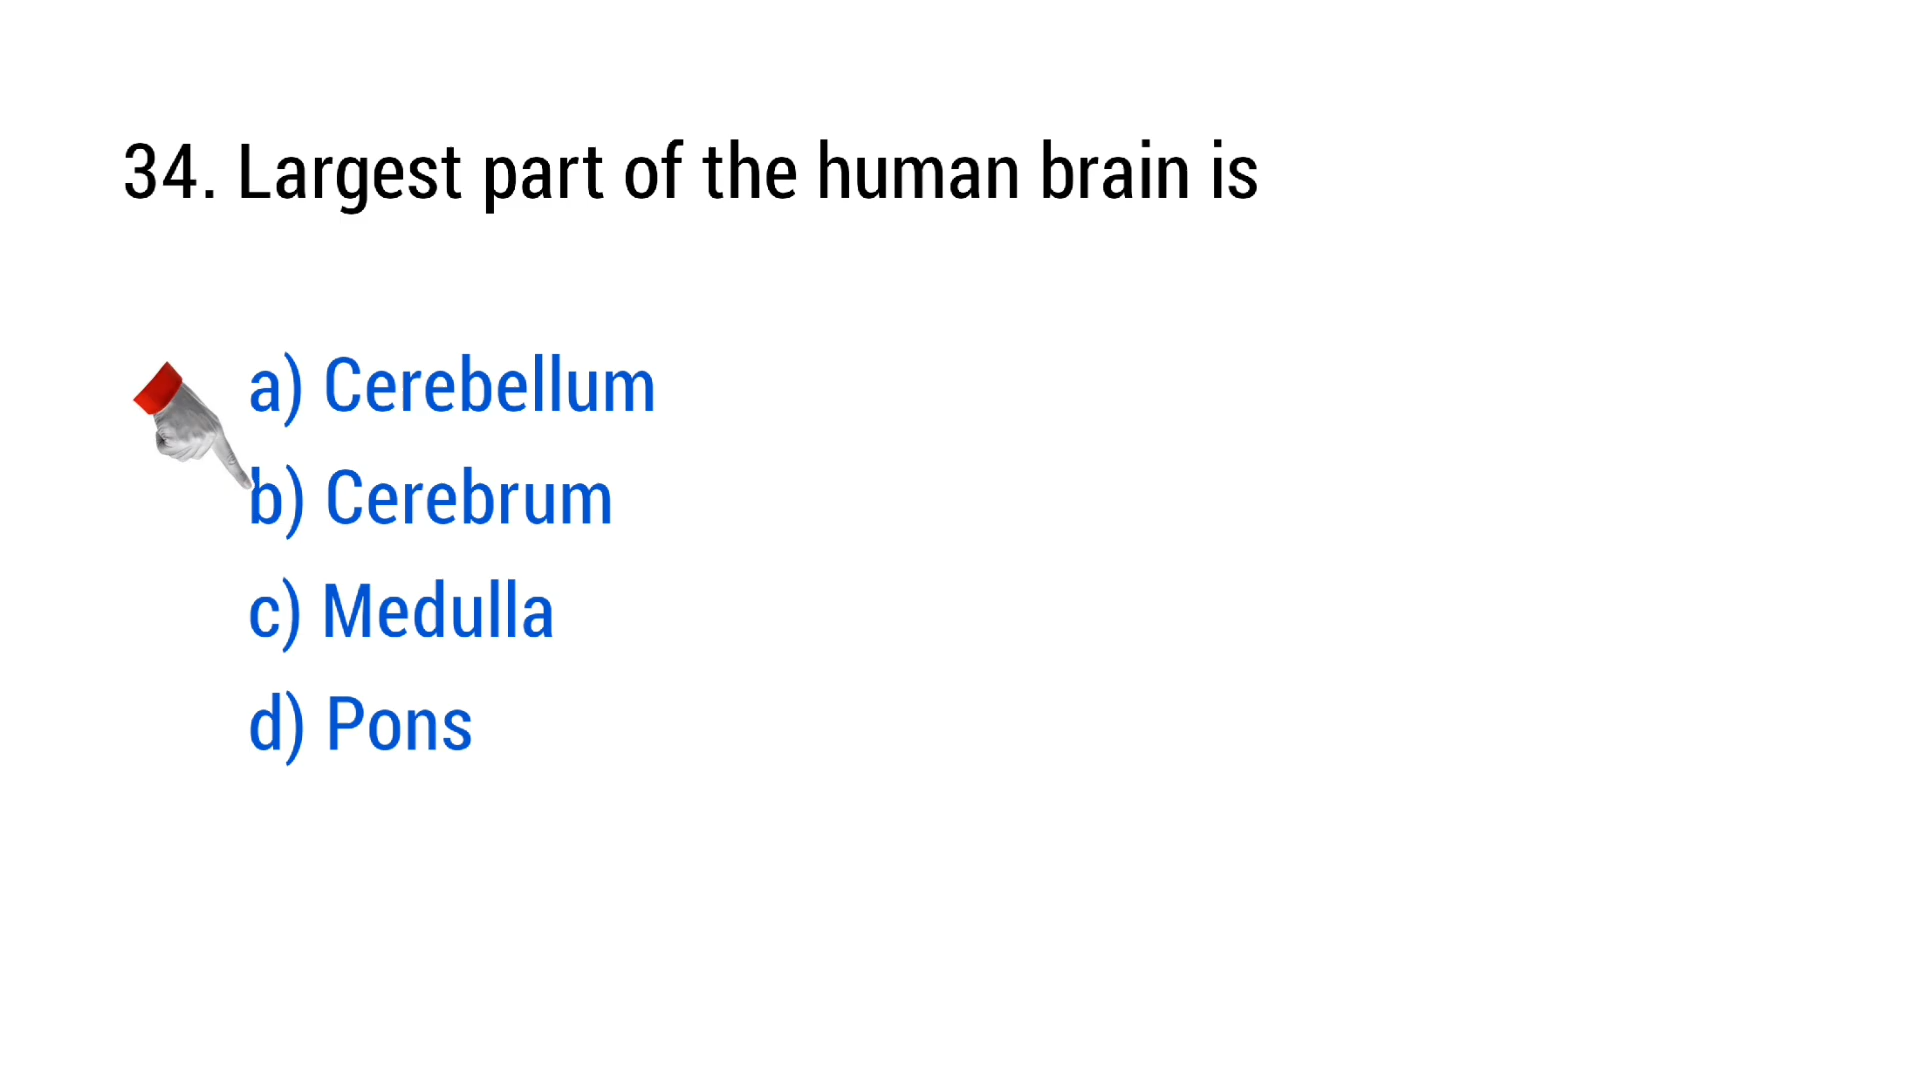 34. Largest part of the human brain is
a) Cerebellum
b) Cerebrum
c) Medulla
d) Pons